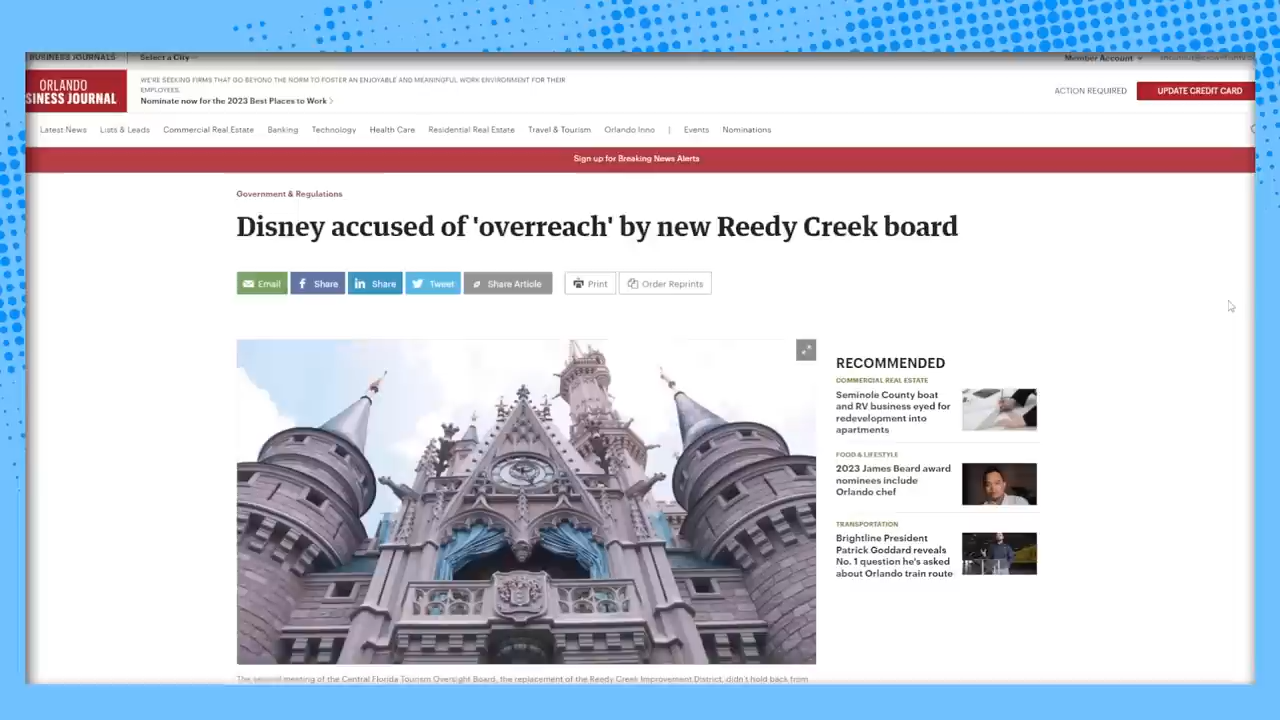 BUSINESS JOURNALS
Select a City
Member Account
ORLANDO
SINESS JOURNAL
WE'RE SEEKING FIRMS THAT GO BEYOND THE NORM TO FOSTER AN ENJOYABLE AND MEANINGFUL WORK ENVIRONMENT FOR THEIR
EMPLOYEES.
Nominate now for the 2023 Best Places to Work
ACTION REQUIRED
UPDATE CREDIT CARD
Latest News Lists & Leads Commercial Real Estate Banking Technology Health Care Residential Real Estate Travel & Tourism Orlando Inno | Events Nominations
Sign up for Breaking News Alerts
Government & Regulations
Disney accused of 'overreach' by new Reedy Creek board
Email Share Share Tweet Share Article Print Order Reprints
RECOMMENDED
COMMERCIAL REAL ESTATE
Seminole County boat
and RV business eyed for
redevelopment into
apartments
FOOD & LIFESTYLE
2023 James Beard award
nominees include
Orlando chef
TRANSPORTATION
Brightline President
Patrick Goddard reveals
No. 1 question he's asked
about Orlando train route
The second meeting of the Central Florida Tourism Oversight Board, the replacement of the Reedy Creek Improvement District, didn't hold back from